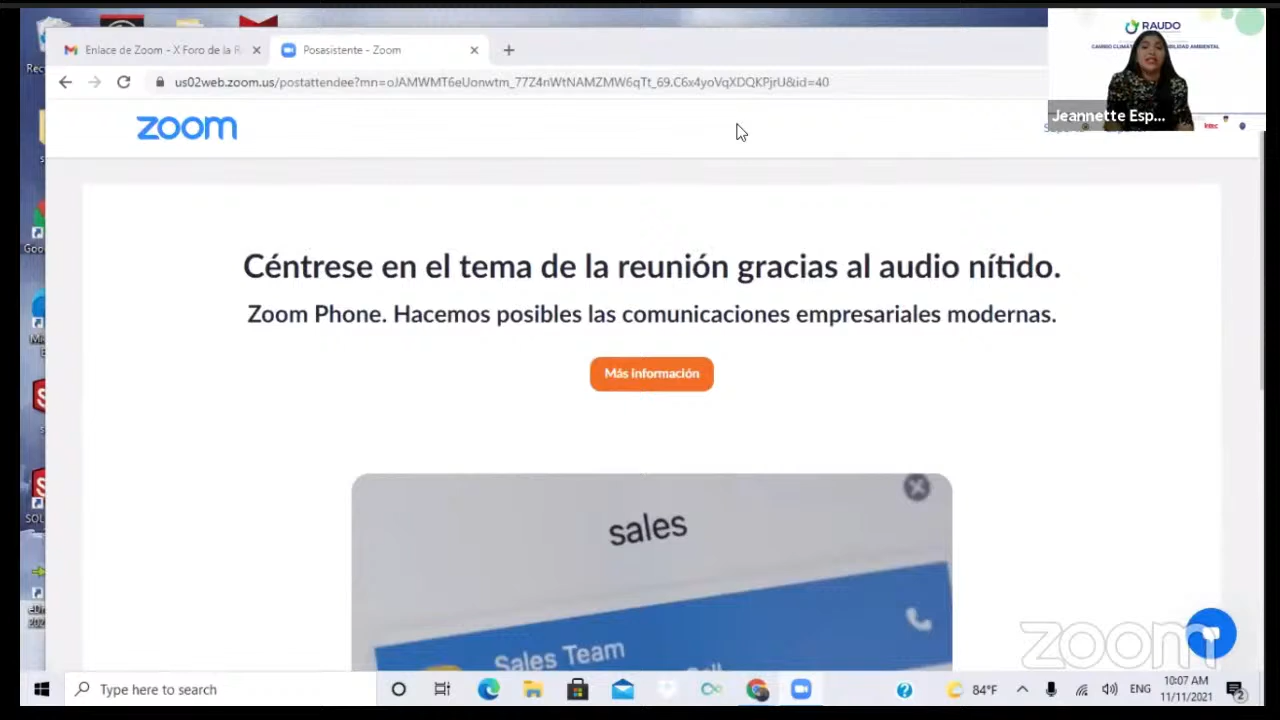 Enlace de Zoom - X Foro de la R
Posasistente - Zoom
RAUDO
us02web.zoom.us/postattendee?mn=oJAMWMT6eUonwtm_77Z4nWtNAMZMW6qTt_69.C6x4yoVqXDQKPjrU&id=40
Jeannette Esp...
zoom
Céntrese en el tema de la reunión gracias al audio nítido.
Zoom Phone. Hacemos posibles las comunicaciones empresariales modernas.
Más información
sales
Sales Team
zoom
Type here to search
84°F
ENG
10:07 AM
11/11/2021
2